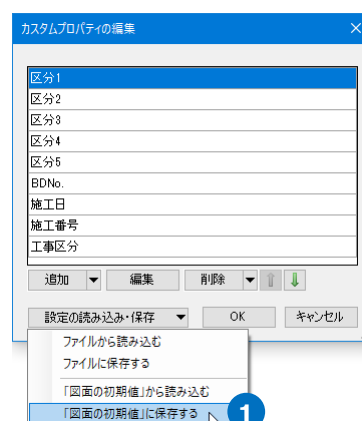 カスタムプロパティの編集
区分1
区分2
区分3
区分4
区分5
BDNo.
施工日
施工番号
工事区分
追加 編集 削除
設定の読み込み・保存 OK キャンセル
ファイルから読み込む
ファイルに保存する
「図面の初期値」から読み込む
「図面の初期値」に保存する 1